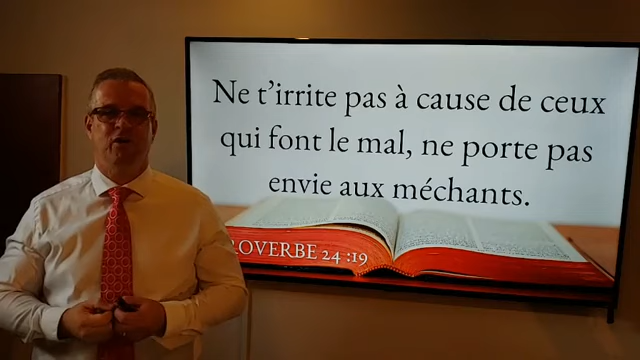 Ne t’irrite pas à cause de ceux
qui font le mal, ne porte pas
envie aux méchants.
ROVERBE 24 :19